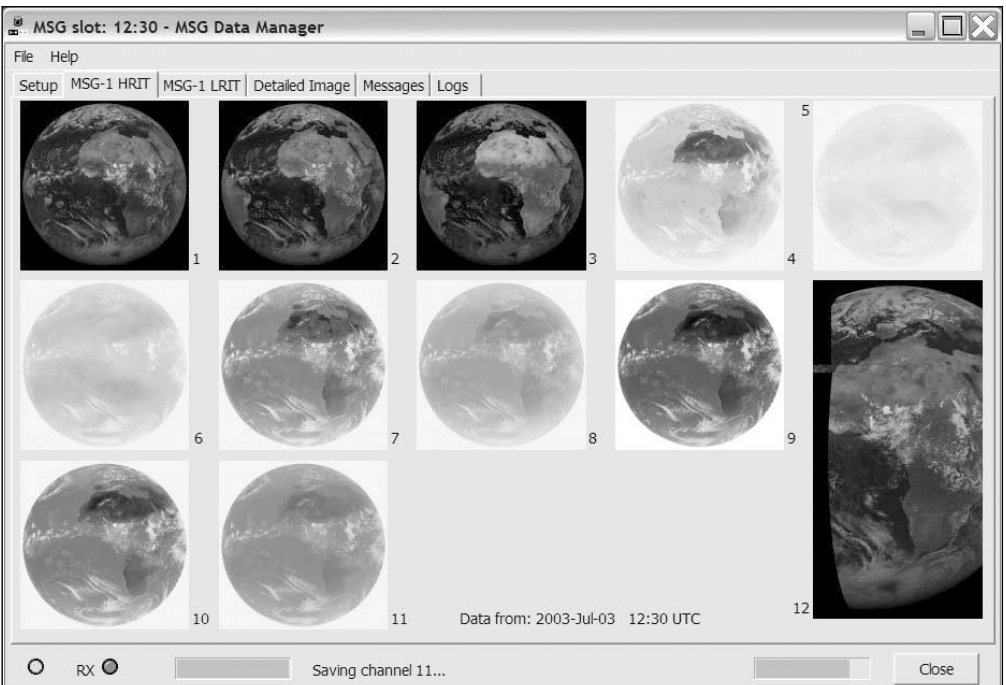 MSG slot: 12:30 - MSG Data Manager
File Help
Setup MSG-1 HRIT MSG-1 LRIT Detailed Image Messages Logs
1
2
3
4
5
6
7
8
9
10
11
Data from: 2003-Jul-03 12:30 UTC
12
RX
Saving channel 11...
Close